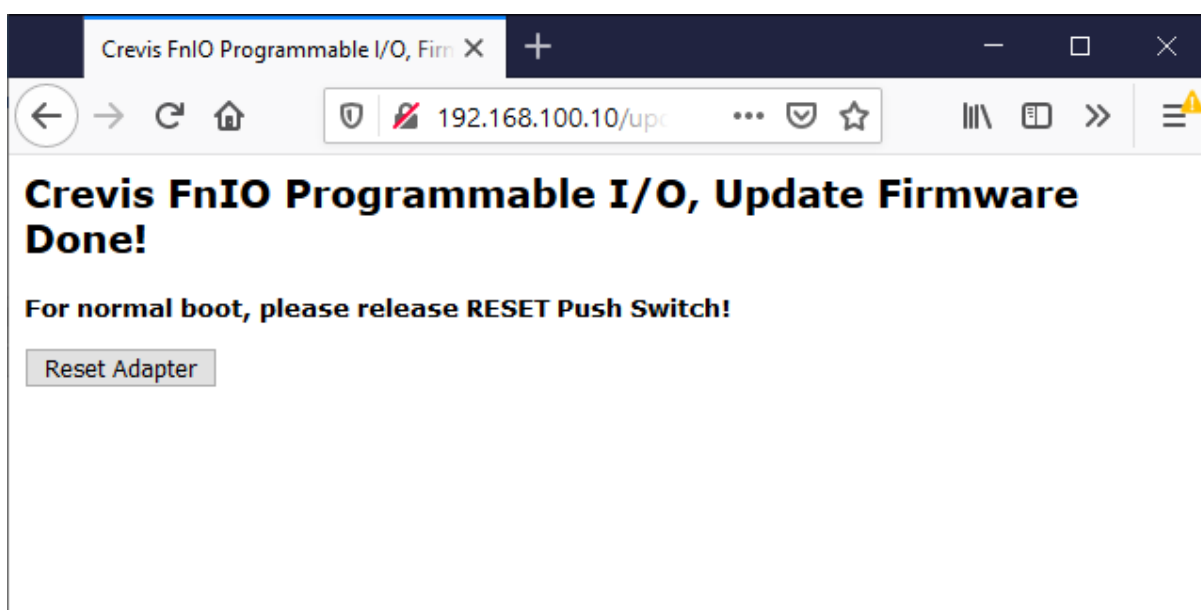 Crevis FnIO Programmable I/O, Firm
192.168.100.10/upd
Crevis FnIO Programmable I/O, Update Firmware
Done!
For normal boot, please release RESET Push Switch!
Reset Adapter